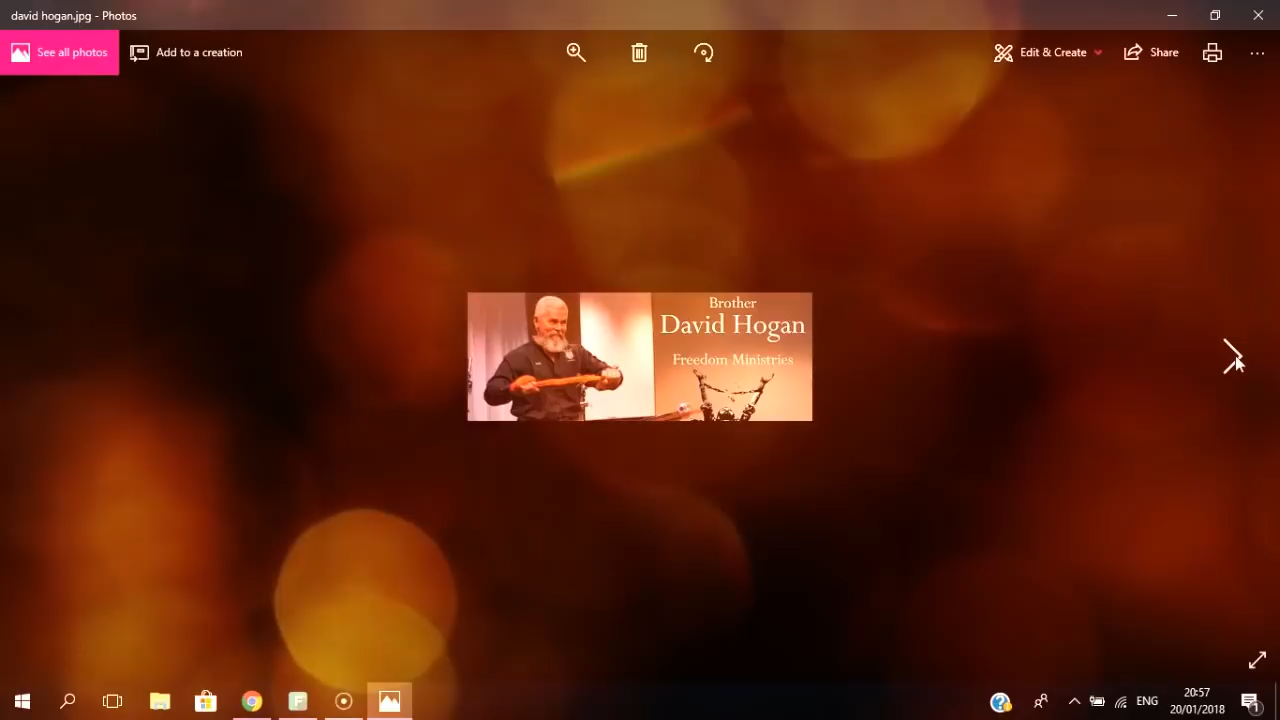 david hogan.jpg - Photos
See all photos
Add to a creation
Edit & Create
Share
Brother
David Hogan
Freedom Ministries
ENG
20:57
20/01/2018
1